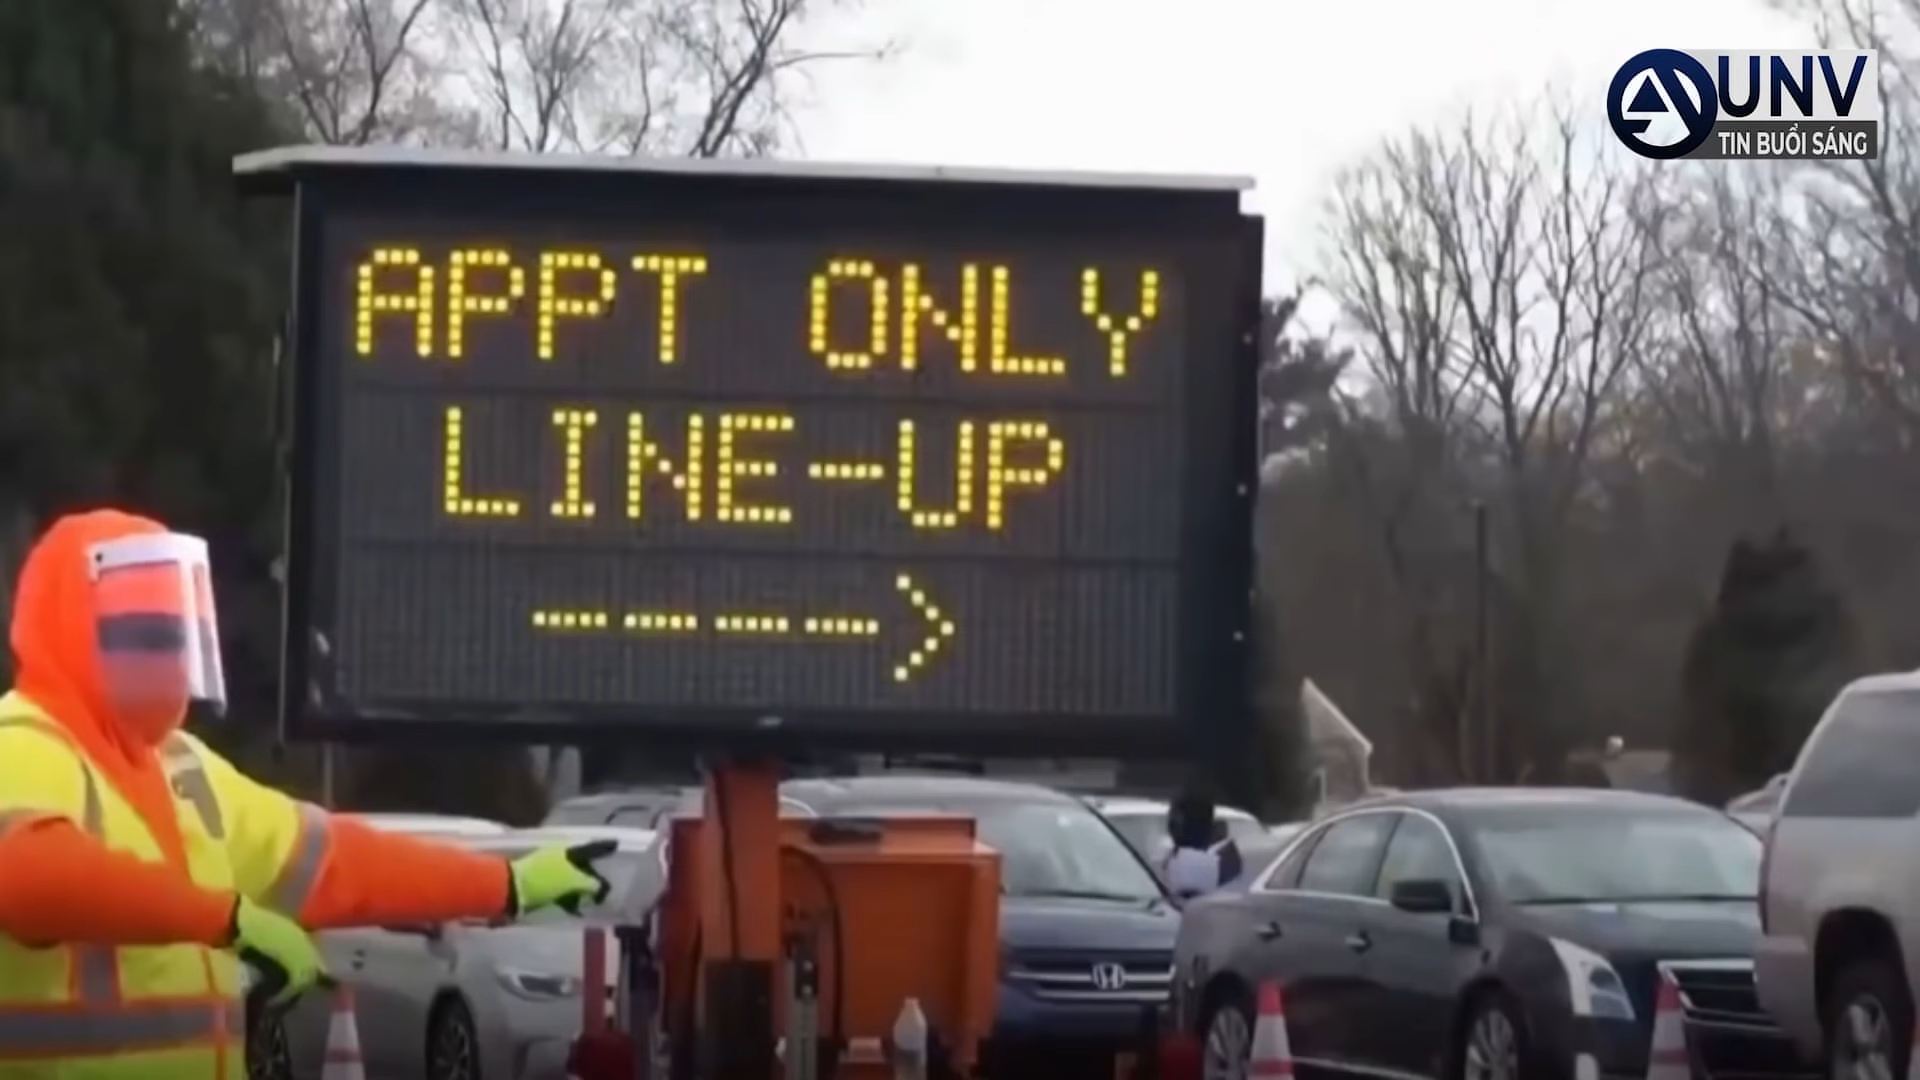 UNV
TIN BUỔI SÁNG
APPT ONLY
LINE-UP
---->